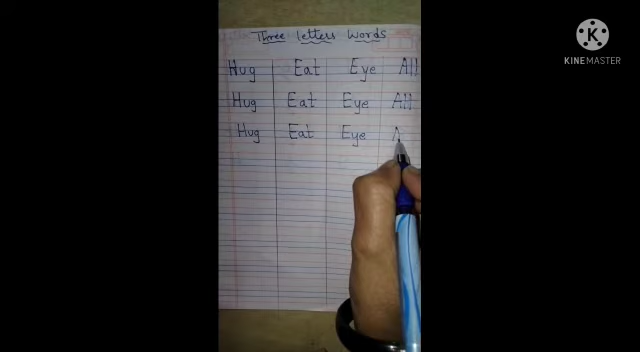 Three letters Words
Hug Eat Eye All
Hug Eat Eye All
Hug Eat Eye A
K
KINEMASTER